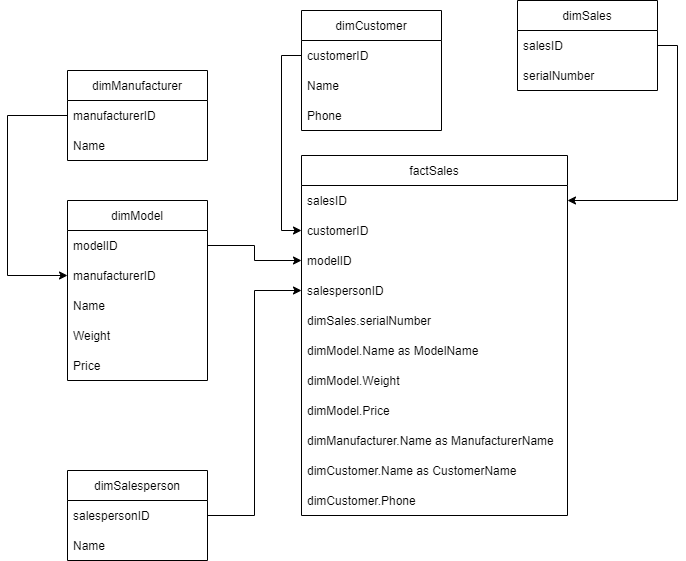 dimCustomer
customerID
Name
Phone
dimSales
salesID
serialNumber
dimManufacturer
manufacturerID
Name
dimModel
modelID
manufacturerID
Name
Weight
Price
factSales
salesID
customerID
modelID
salespersonID
dimSales.serialNumber
dimModel.Name as ModelName
dimModel.Weight
dimModel.Price
dimManufacturer.Name as ManufacturerName
dimCustomer.Name as CustomerName
dimCustomer.Phone
dimSalesperson
salespersonID
Name